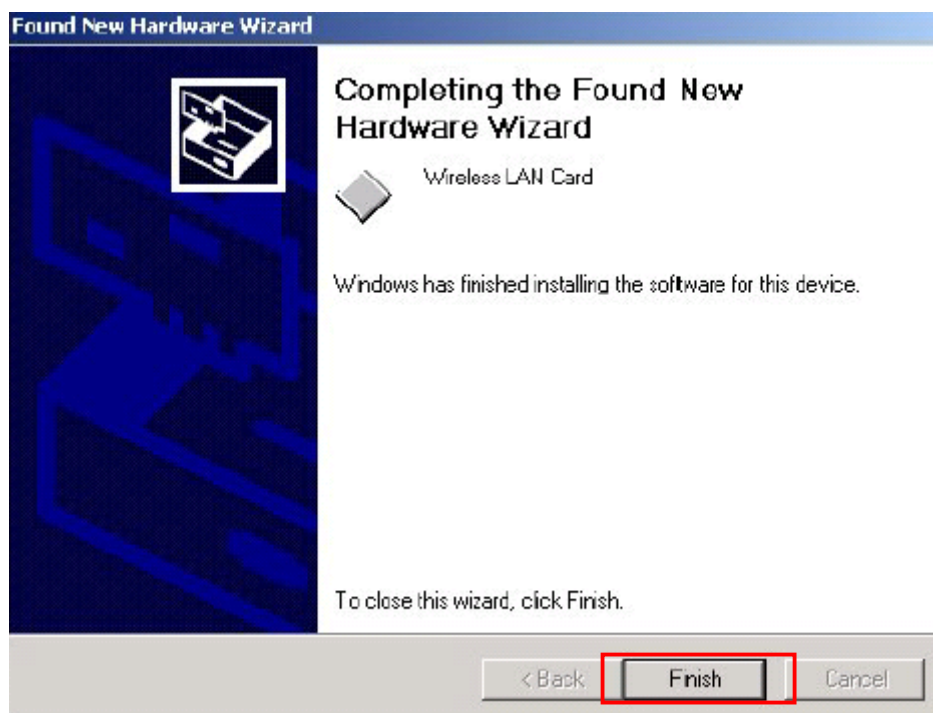 Found New Hardware Wizard
Completing the Found New
Hardware Wizard
Wireless LAN Card
Windows has finished installing the software for this device.
To close this wizard, click Finish.
< Back
Finish
Cancel